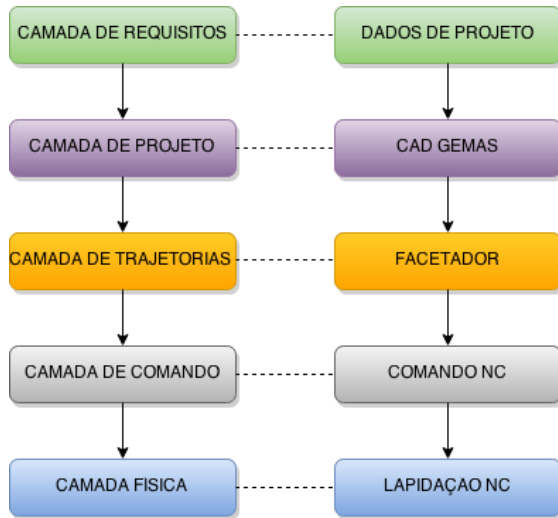 CAMADA DE REQUISITOS
DADOS DE PROJETO
CAMADA DE PROJETO
CAD GEMAS
CAMADA DE TRAJETORIAS
FACETADOR
CAMADA DE COMANDO
COMANDO NC
CAMADA FISICA
LAPIDAÇAO NC